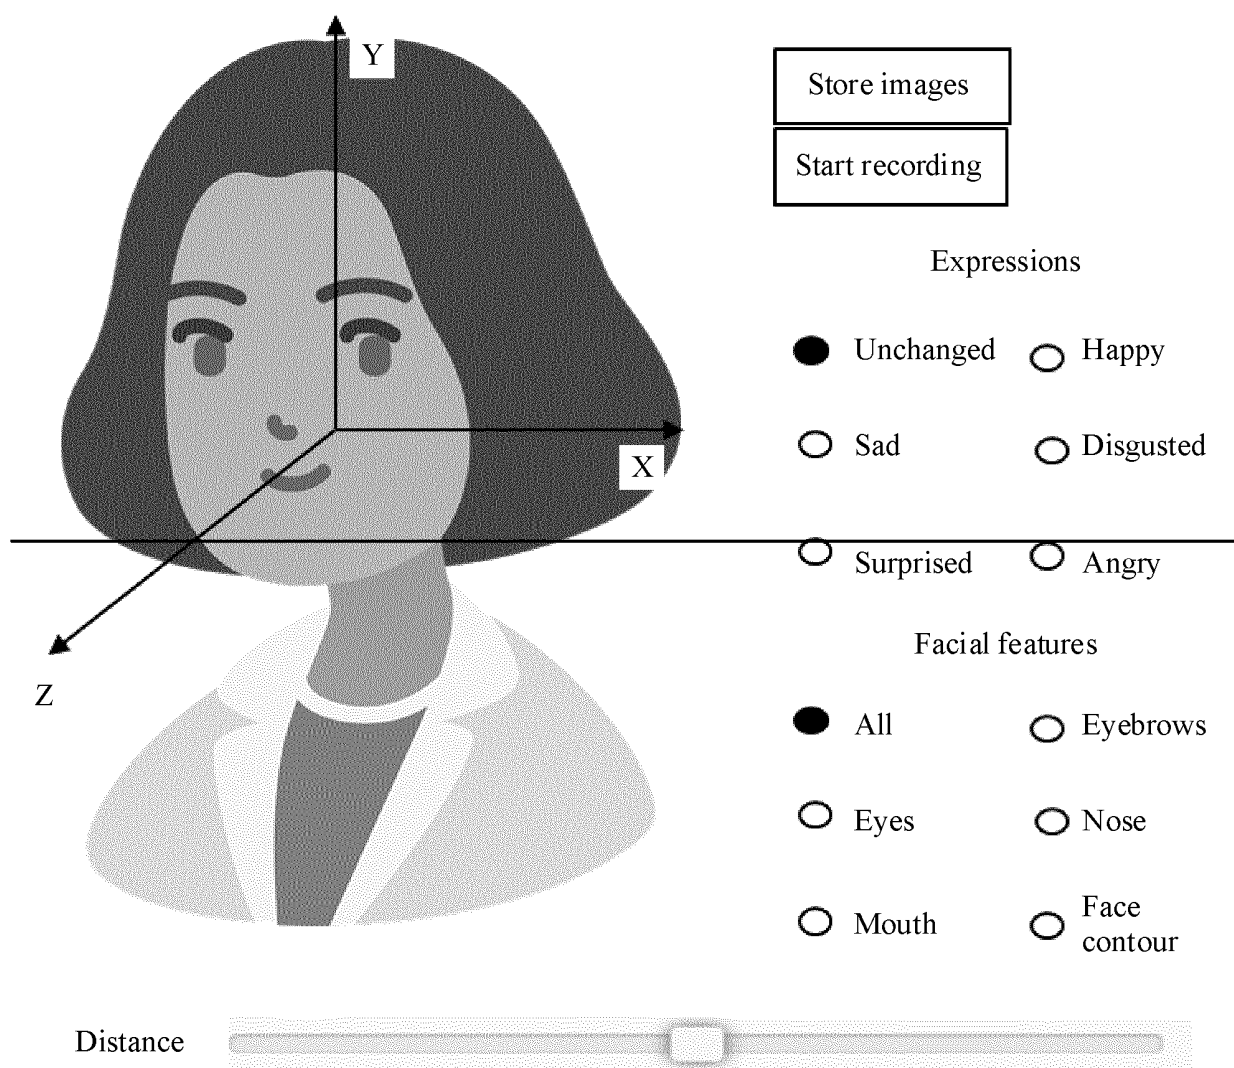 Y
Store images
Start recording
Expressions
Unchanged
Happy
X
Sad
Disgusted
Surprised
Angry
Facial features
Z
All
Eyebrows
Eyes
Nose
Mouth
Face
contour
Distance